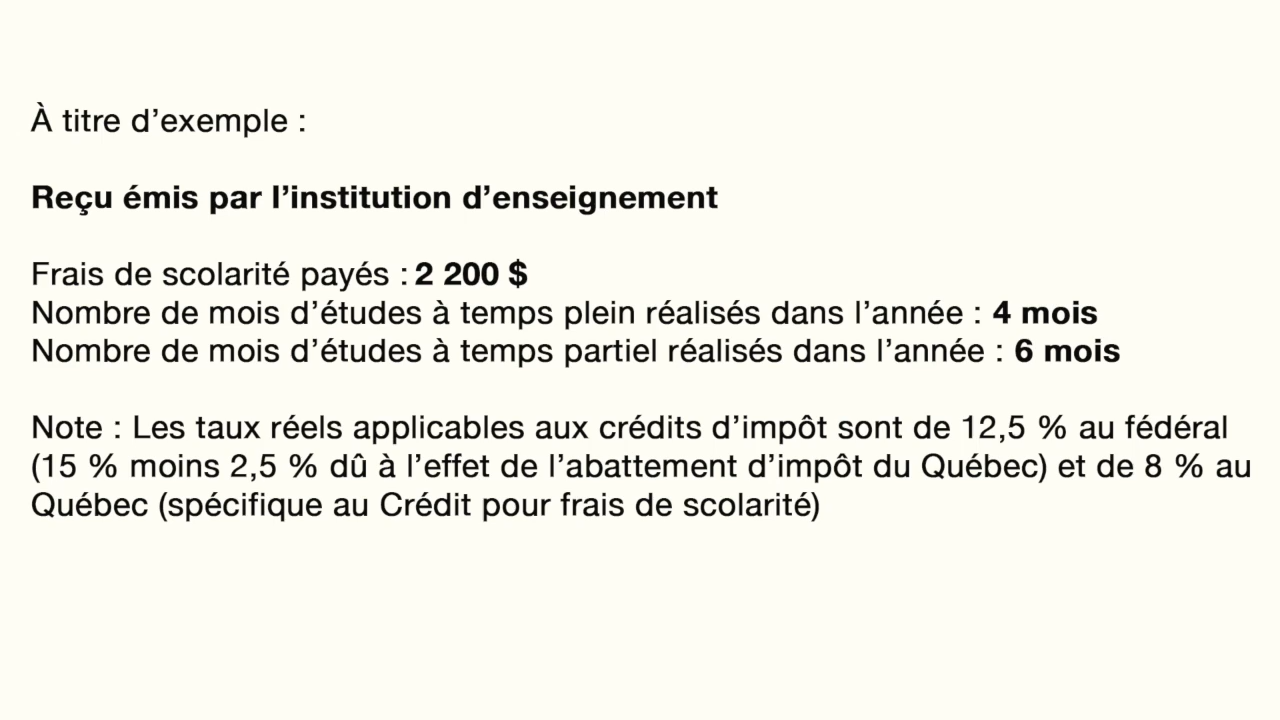 À titre d’exemple :
Reçu émis par l’institution d’enseignement
Frais de scolarité payés : 2 200 $
Nombre de mois d’études à temps plein réalisés dans l’année : 4 mois
Nombre de mois d’études à temps partiel réalisés dans l’année : 6 mois
Note : Les taux réels applicables aux crédits d’impôt sont de 12,5 % au fédéral
(15 % moins 2,5 % dû à l’effet de l’abattement d’impôt du Québec) et de 8 % au
Québec (spécifique au Crédit pour frais de scolarité)